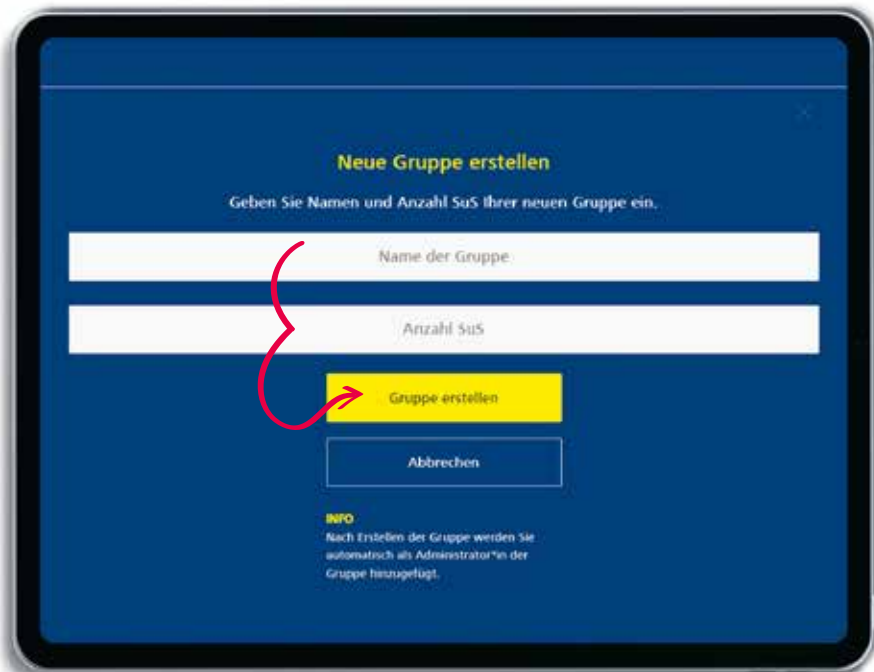 Neue Gruppe erstellen
Geben Sie Namen und Anzahl SuS Ihrer neuen Gruppe ein.
Name der Gruppe
Anzahl SuS
Gruppe erstellen
Abbrechen
INFO
Nach Erstellen der Gruppe werden Sie
automatisch als Administrator*in der
Gruppe hinzugefügt.